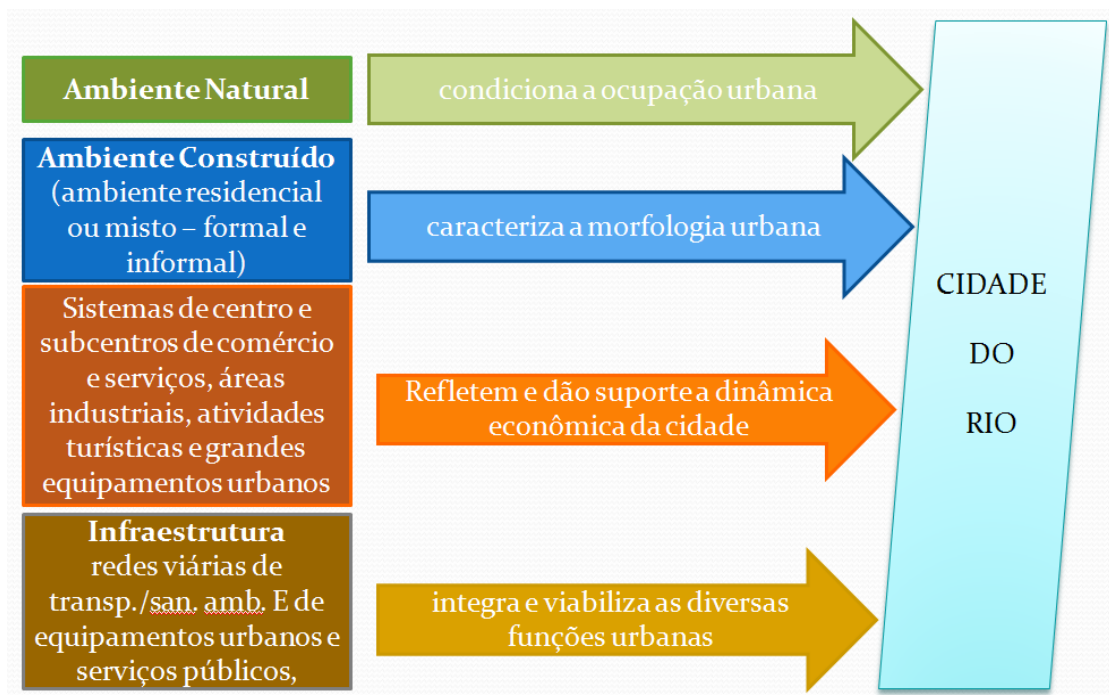 Ambiente Natural
condiciona a ocupação urbana
Ambiente Construído
(ambiente residencial
ou misto – formal e
informal)
caracteriza a morfologia urbana
Sistemas de centro e
subcentros de comércio
e serviços, áreas
industriais, atividades
turísticas e grandes
equipamentos urbanos
Refletem e dão suporte a dinâmica
econômica da cidade
Infraestrutura
redes viárias de
transp./san. amb. E de
equipamentos urbanos e
serviços públicos,
integra e viabiliza as diversas
funções urbanas
CIDADE
DO
RIO